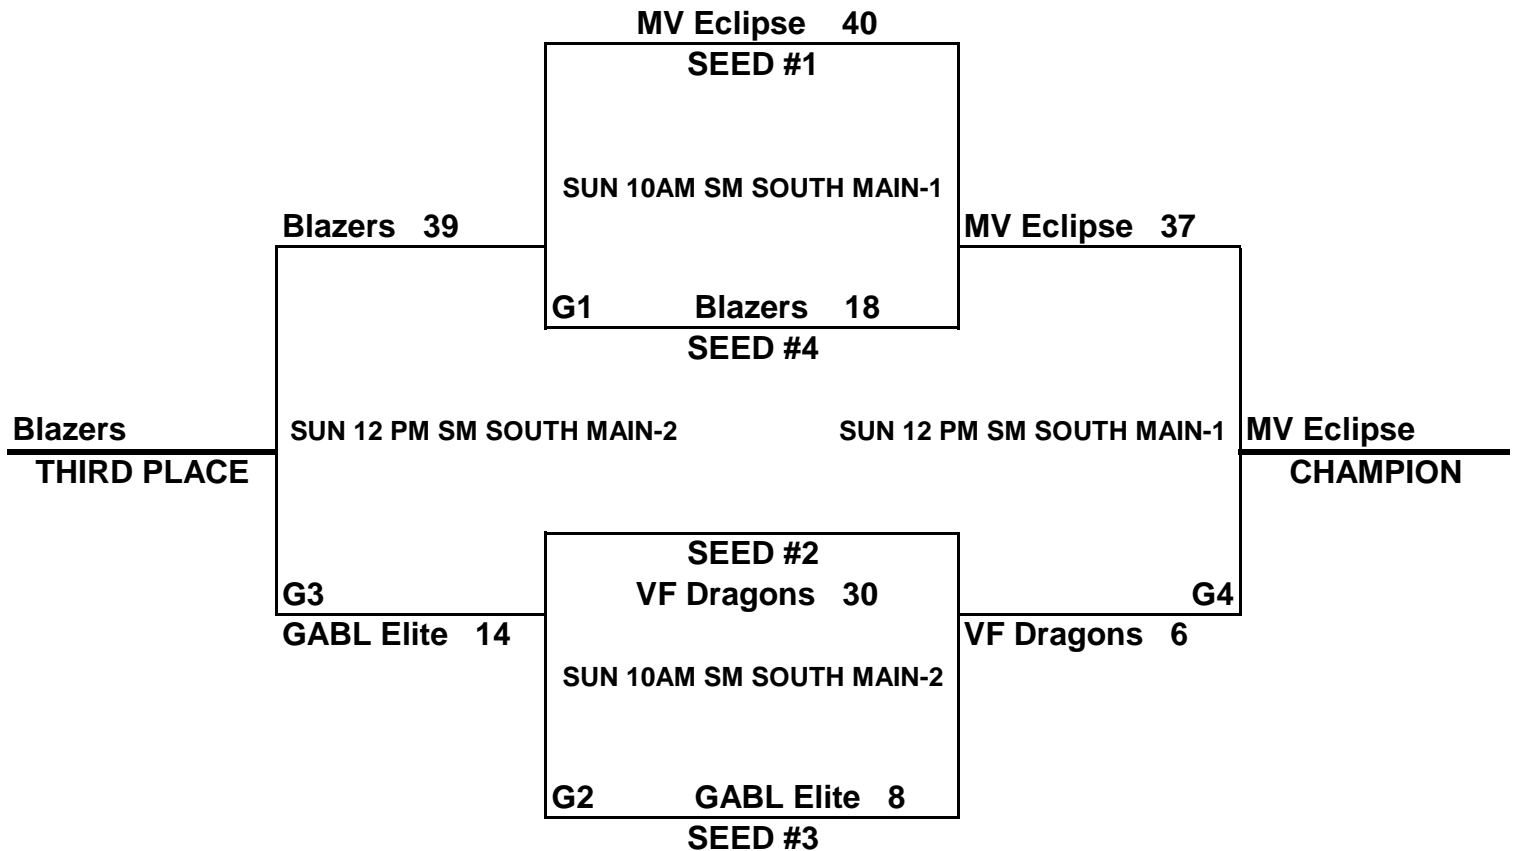 MV Eclipse 40
SEED #1
SUN 10AM SM SOUTH MAIN-1
Blazers 39
MV Eclipse 37
G1 Blazers 18
SEED #4
Blazers
SUN 12 PM SM SOUTH MAIN-2
SUN 12 PM SM SOUTH MAIN-1
MV Eclipse
THIRD PLACE
CHAMPION
SEED #2
G3
VF Dragons 30
G4
GABL Elite 14
VF Dragons 6
SUN 10AM SM SOUTH MAIN-2
G2 GABL Elite 8
SEED #3